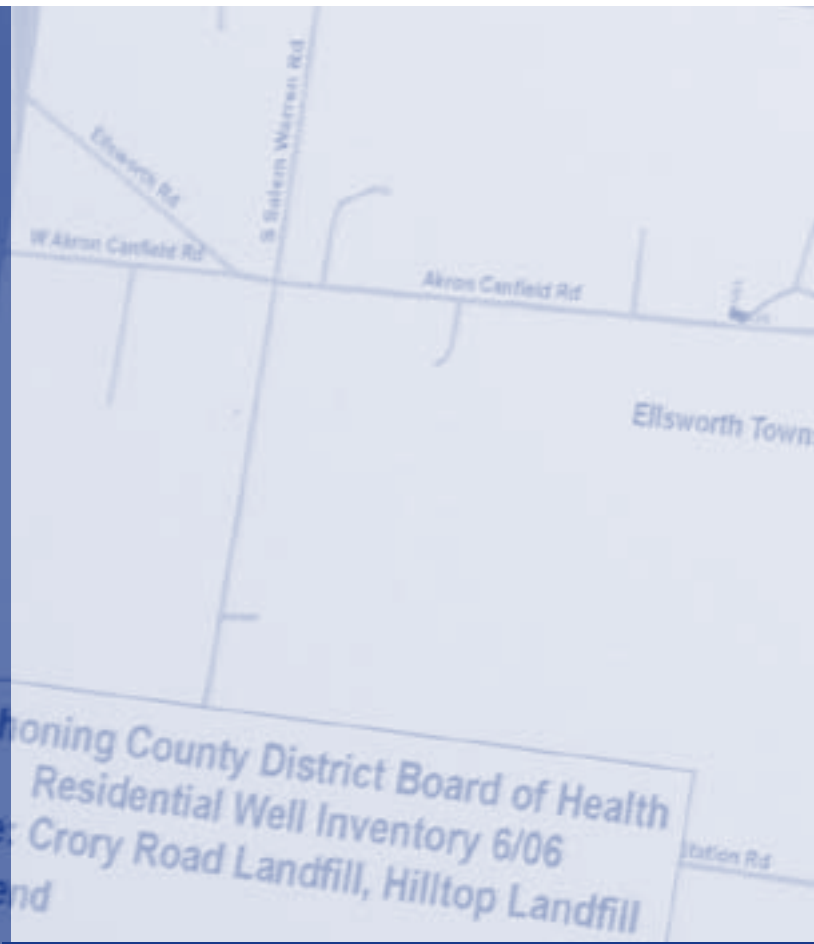 S Salem Warren Rd
Ellsworth Rd
W Akron Canfield Rd
Akron Canfield Rd
Ellsworth Town
honing County District Board of Health
Residential Well Inventory 6/06
e: Crory Road Landfill, Hilltop Landfill
tation Rd
end